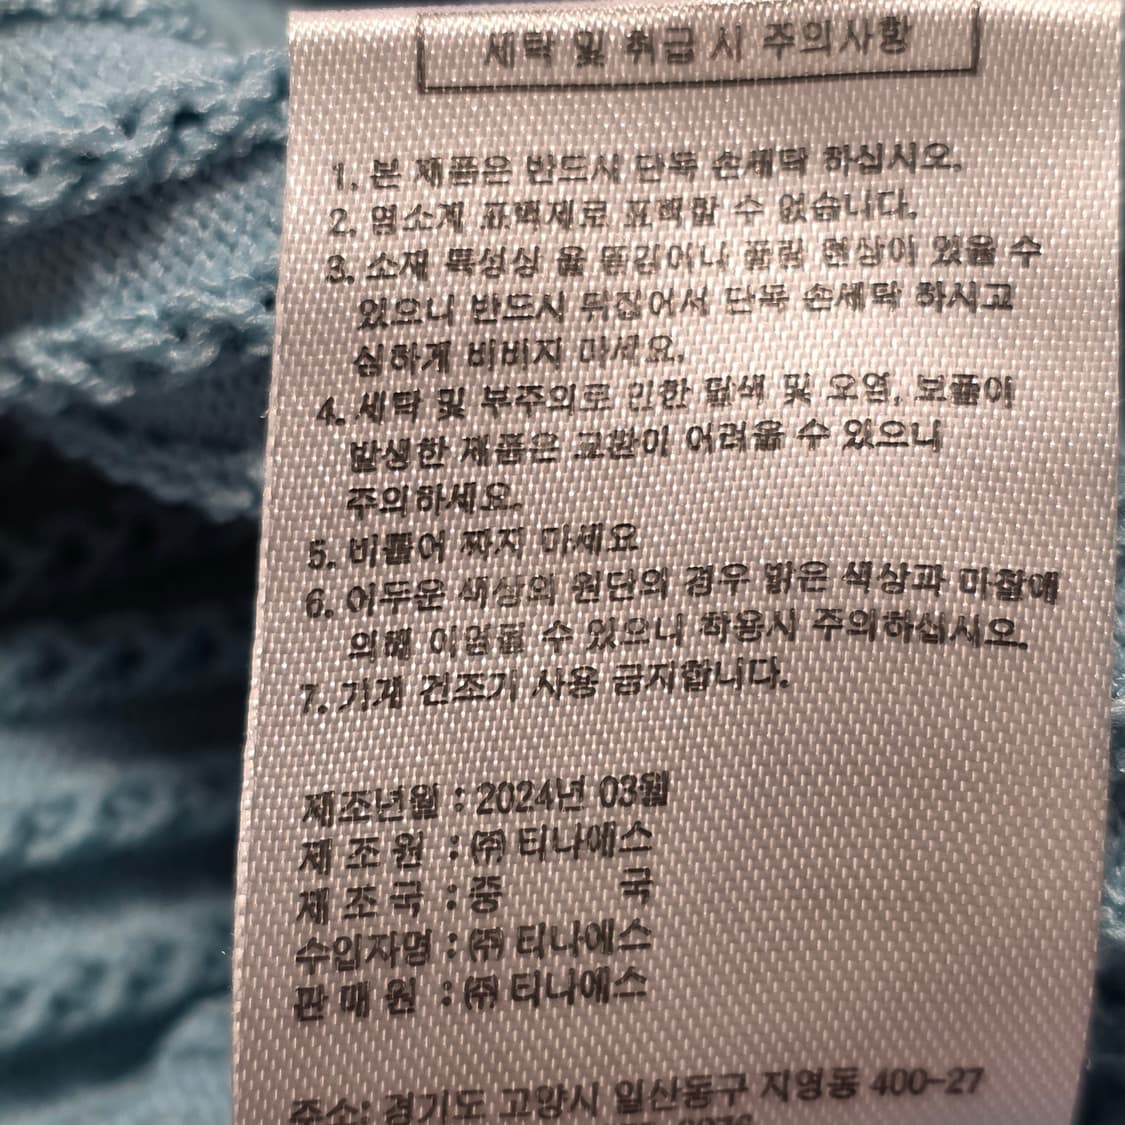 세탁 및 취급 시 주의사항
1. 본 제품은 반드시 단독 손세탁 하십시오.
2. 염소계 표백제로 표백할 수 없습니다.
3. 소재 특성상 올 뜯김이나 풀림 현상이 있을 수
있으니 반드시 뒤집어서 단독 손세탁 하시고
심하게 비비지 마세요.
4. 세탁 및 부주의로 인한 탈색 및 오염, 보풀이
발생한 제품은 교환이 어려울 수 있으니
주의하세요.
5. 비틀어 짜지 마세요
6. 어두운 색상의 원단의 경우 밝은 색상과 마찰에
의해 이염될 수 있으니 착용시 주의하십시오.
7. 기계 건조기 사용 금지합니다.
제조년월 : 2024년 03월
제 조 원 : ㈜ 티나에스
제 조 국 : 중 국
수입자명 : ㈜ 티나에스
판 매 원 : ㈜ 티나에스
주소: 경기도 고양시 일산동구 지영동 400-27